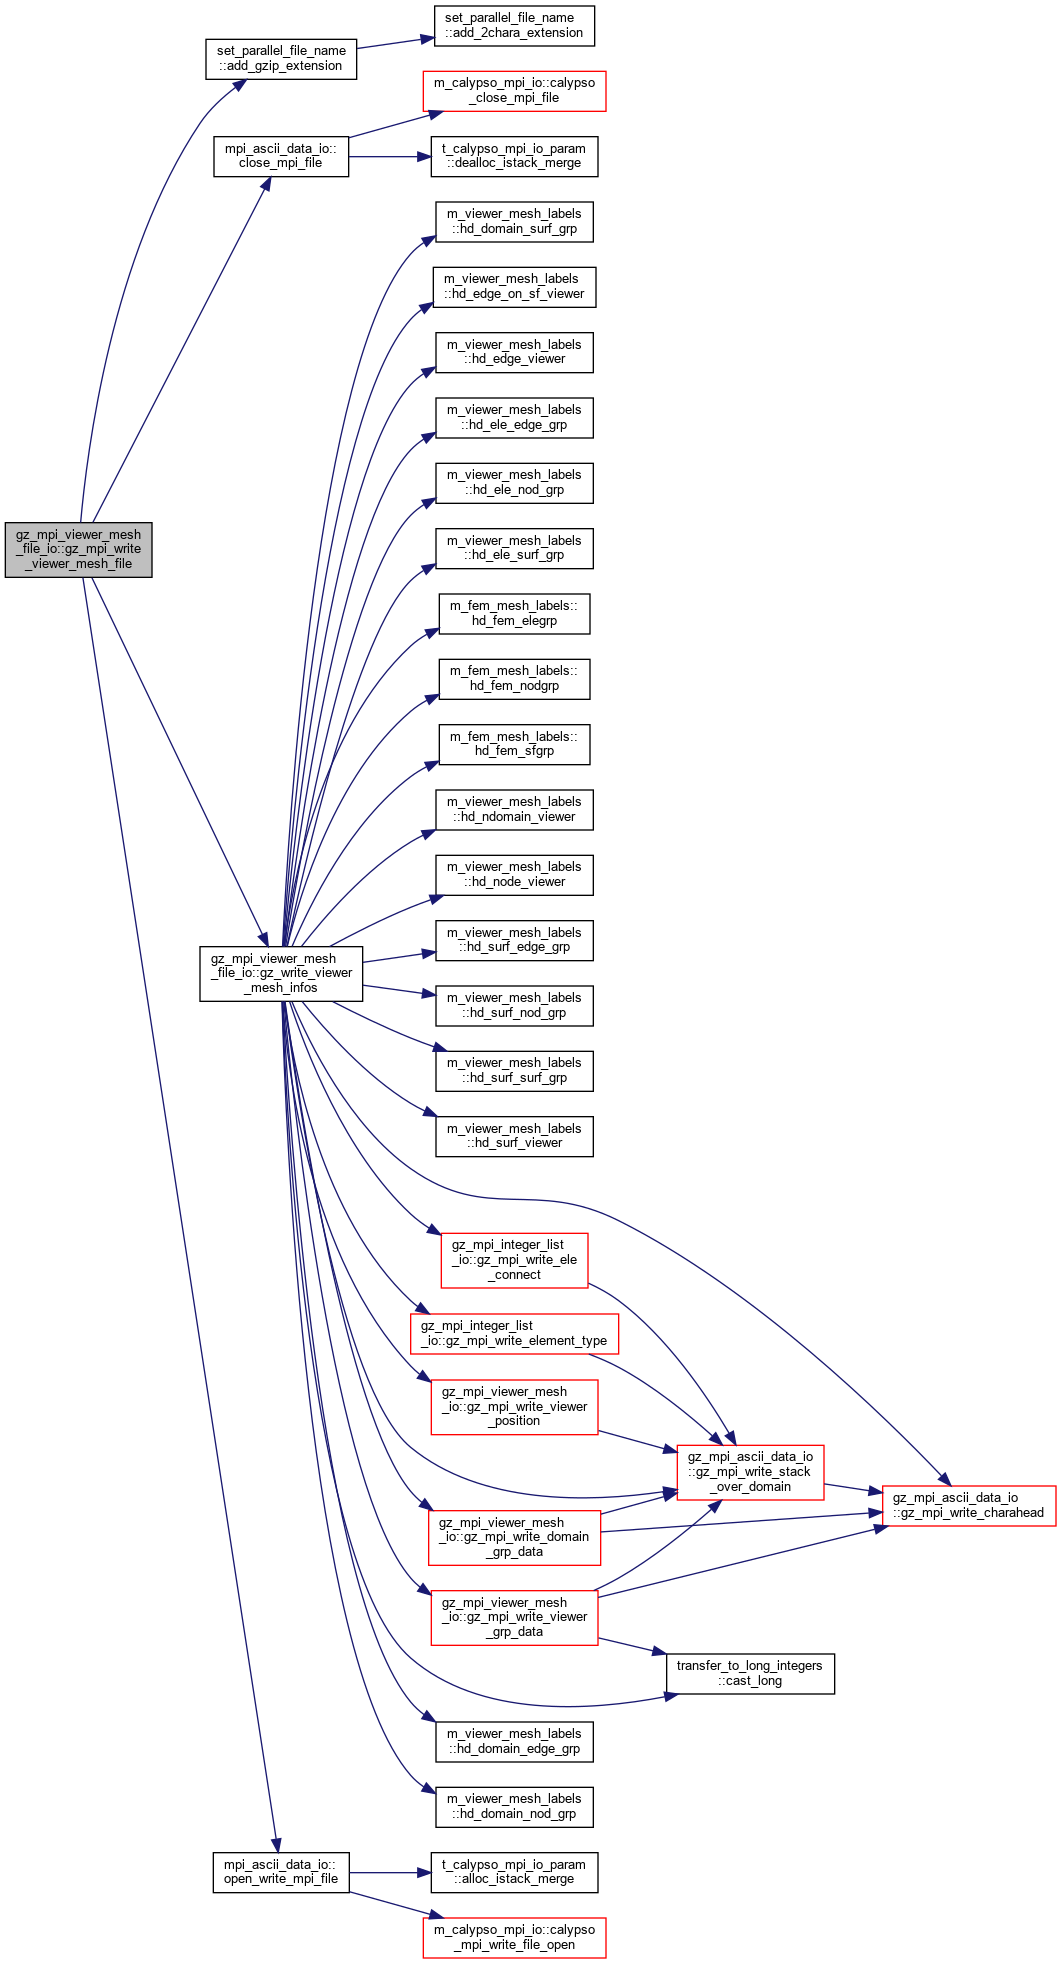 set_parallel_file_name
::add_2chara_extension
set_parallel_file_name
::add_gzip_extension
m_calypso_mpi_io::calypso
_close_mpi_file
mpi_ascii_data_io::
close_mpi_file
t_calypso_mpi_io_param
::dealloc_istack_merge
m_viewer_mesh_labels
::hd_domain_surf_grp
m_viewer_mesh_labels
::hd_edge_on_sf_viewer
m_viewer_mesh_labels
::hd_edge_viewer
m_viewer_mesh_labels
::hd_ele_edge_grp
m_viewer_mesh_labels
::hd_ele_nod_grp
gz_mpi_viewer_mesh
_file_io::gz_mpi_write
_viewer_mesh_file
m_viewer_mesh_labels
::hd_ele_surf_grp
m_fem_mesh_labels::
hd_fem_elegrp
m_fem_mesh_labels::
hd_fem_nodgrp
m_fem_mesh_labels::
hd_fem_sfgrp
m_viewer_mesh_labels
::hd_ndomain_viewer
m_viewer_mesh_labels
::hd_node_viewer
m_viewer_mesh_labels
::hd_surf_edge_grp
gz_mpi_viewer_mesh
_file_io::gz_write_viewer
_mesh_infos
m_viewer_mesh_labels
::hd_surf_nod_grp
m_viewer_mesh_labels
::hd_surf_surf_grp
m_viewer_mesh_labels
::hd_surf_viewer
gz_mpi_integer_list
_io::gz_mpi_write_ele
_connect
gz_mpi_integer_list
_io::gz_mpi_write_element_type
gz_mpi_viewer_mesh
_io::gz_mpi_write_viewer
_position
gz_mpi_ascii_data_io
::gz_mpi_write_stack
_over_domain
gz_mpi_ascii_data_io
::gz_mpi_write_charahead
gz_mpi_viewer_mesh
_io::gz_mpi_write_domain
_grp_data
gz_mpi_viewer_mesh
_io::gz_mpi_write_viewer
_grp_data
transfer_to_long_integers
::cast_long
m_viewer_mesh_labels
::hd_domain_edge_grp
m_viewer_mesh_labels
::hd_domain_nod_grp
mpi_ascii_data_io::
open_write_mpi_file
t_calypso_mpi_io_param
::alloc_istack_merge
m_calypso_mpi_io::calypso
_mpi_write_file_open